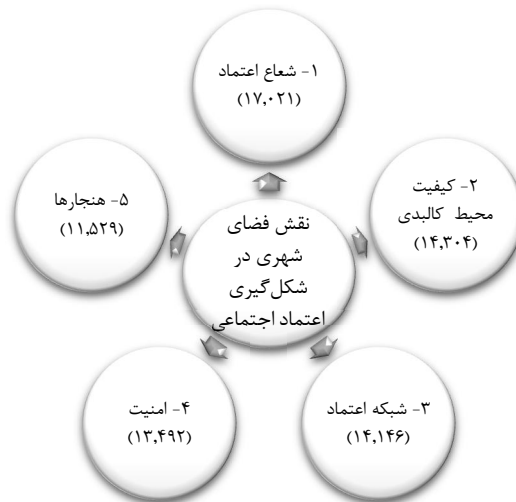 ۱- شعاع اعتماد
(۱۷,۰۲۱)
۲- کیفیت
محیط کالبدی
(۱۴,۳۰۴)
۳- شبکه اعتماد
(۱۴,۱۴۶)
۴- امنیت
(۱۳,۴۹۲)
۵- هنجارها
(۱۱,۵۲۹)
نقش فضای
شهری در
شکل‌گیری
اعتماد اجتماعی